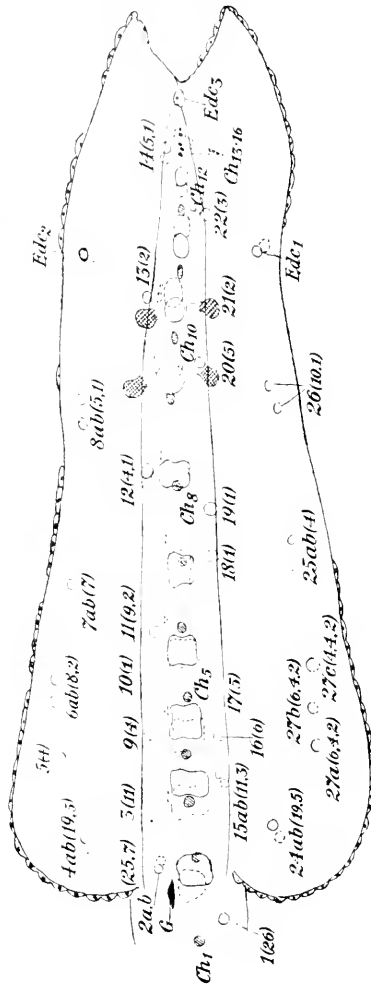 Edc3
14(5,1)
Ch13-16
Ch12
22(3)
Edc2
Edc1
13(2)
21(2)
Ch10
20(5)
8ab(5,1)
26(10,1)
12(4,1)
Ch8
19(1)
18(1)
25ab(4)
7ab(7)
11(9,2)
6ab(8,2)
10(4)
Ch5
17(5)
27b(6,4,2)
27c(4,4,2)
9(4)
16(6)
27a(6,4,2)
4ab(19,5)
3(11)
15ab(11,3)
24ab(19,5)
(25,7)
2a,b
G
Ch1
1(26)